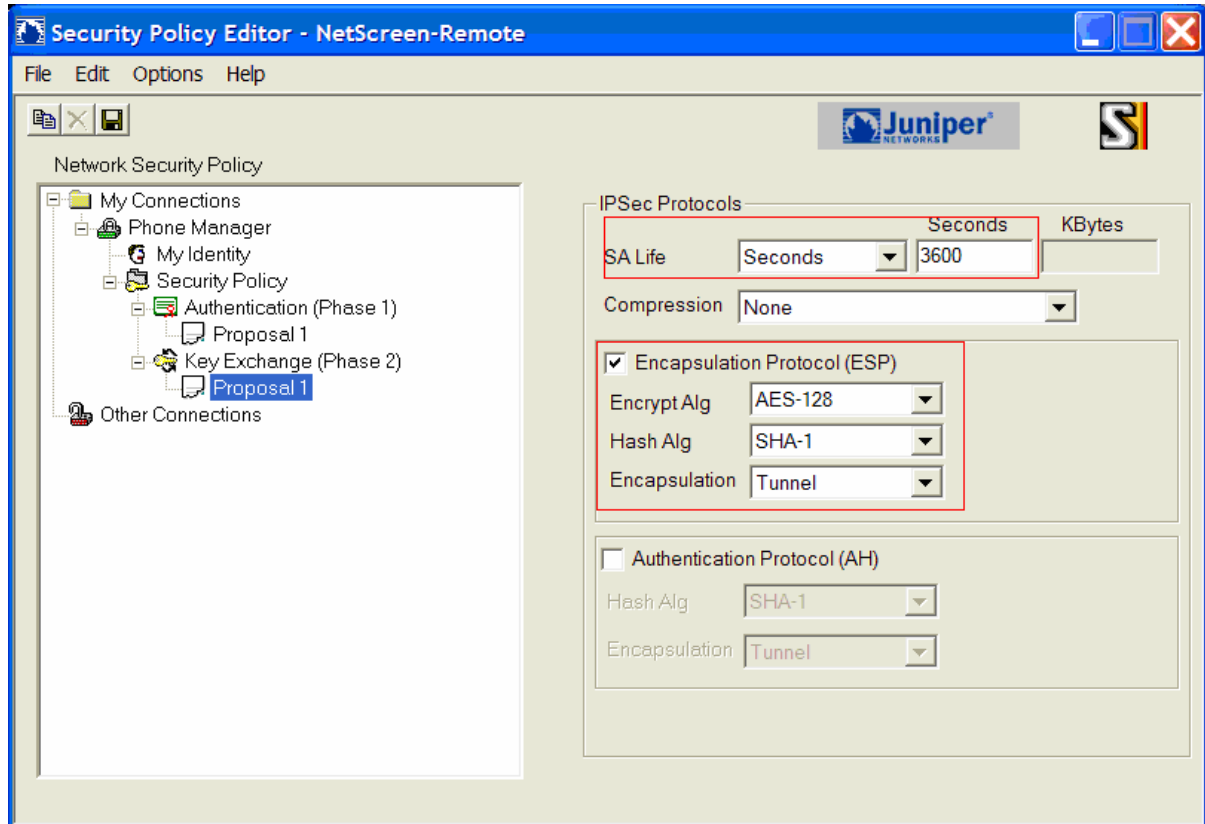 Security Policy Editor - NetScreen-Remote
File Edit Options Help
Juniper®
NETWORKS
S
Network Security Policy
My Connections
Phone Manager
My Identity
Security Policy
Authentication (Phase 1)
Proposal 1
Key Exchange (Phase 2)
Proposal 1
Other Connections
IPSec Protocols
Seconds KBytes
SA Life Seconds 3600
Compression None
Encapsulation Protocol (ESP)
Encrypt Alg AES-128
Hash Alg SHA-1
Encapsulation Tunnel
Authentication Protocol (AH)
Hash Alg SHA-1
Encapsulation Tunnel